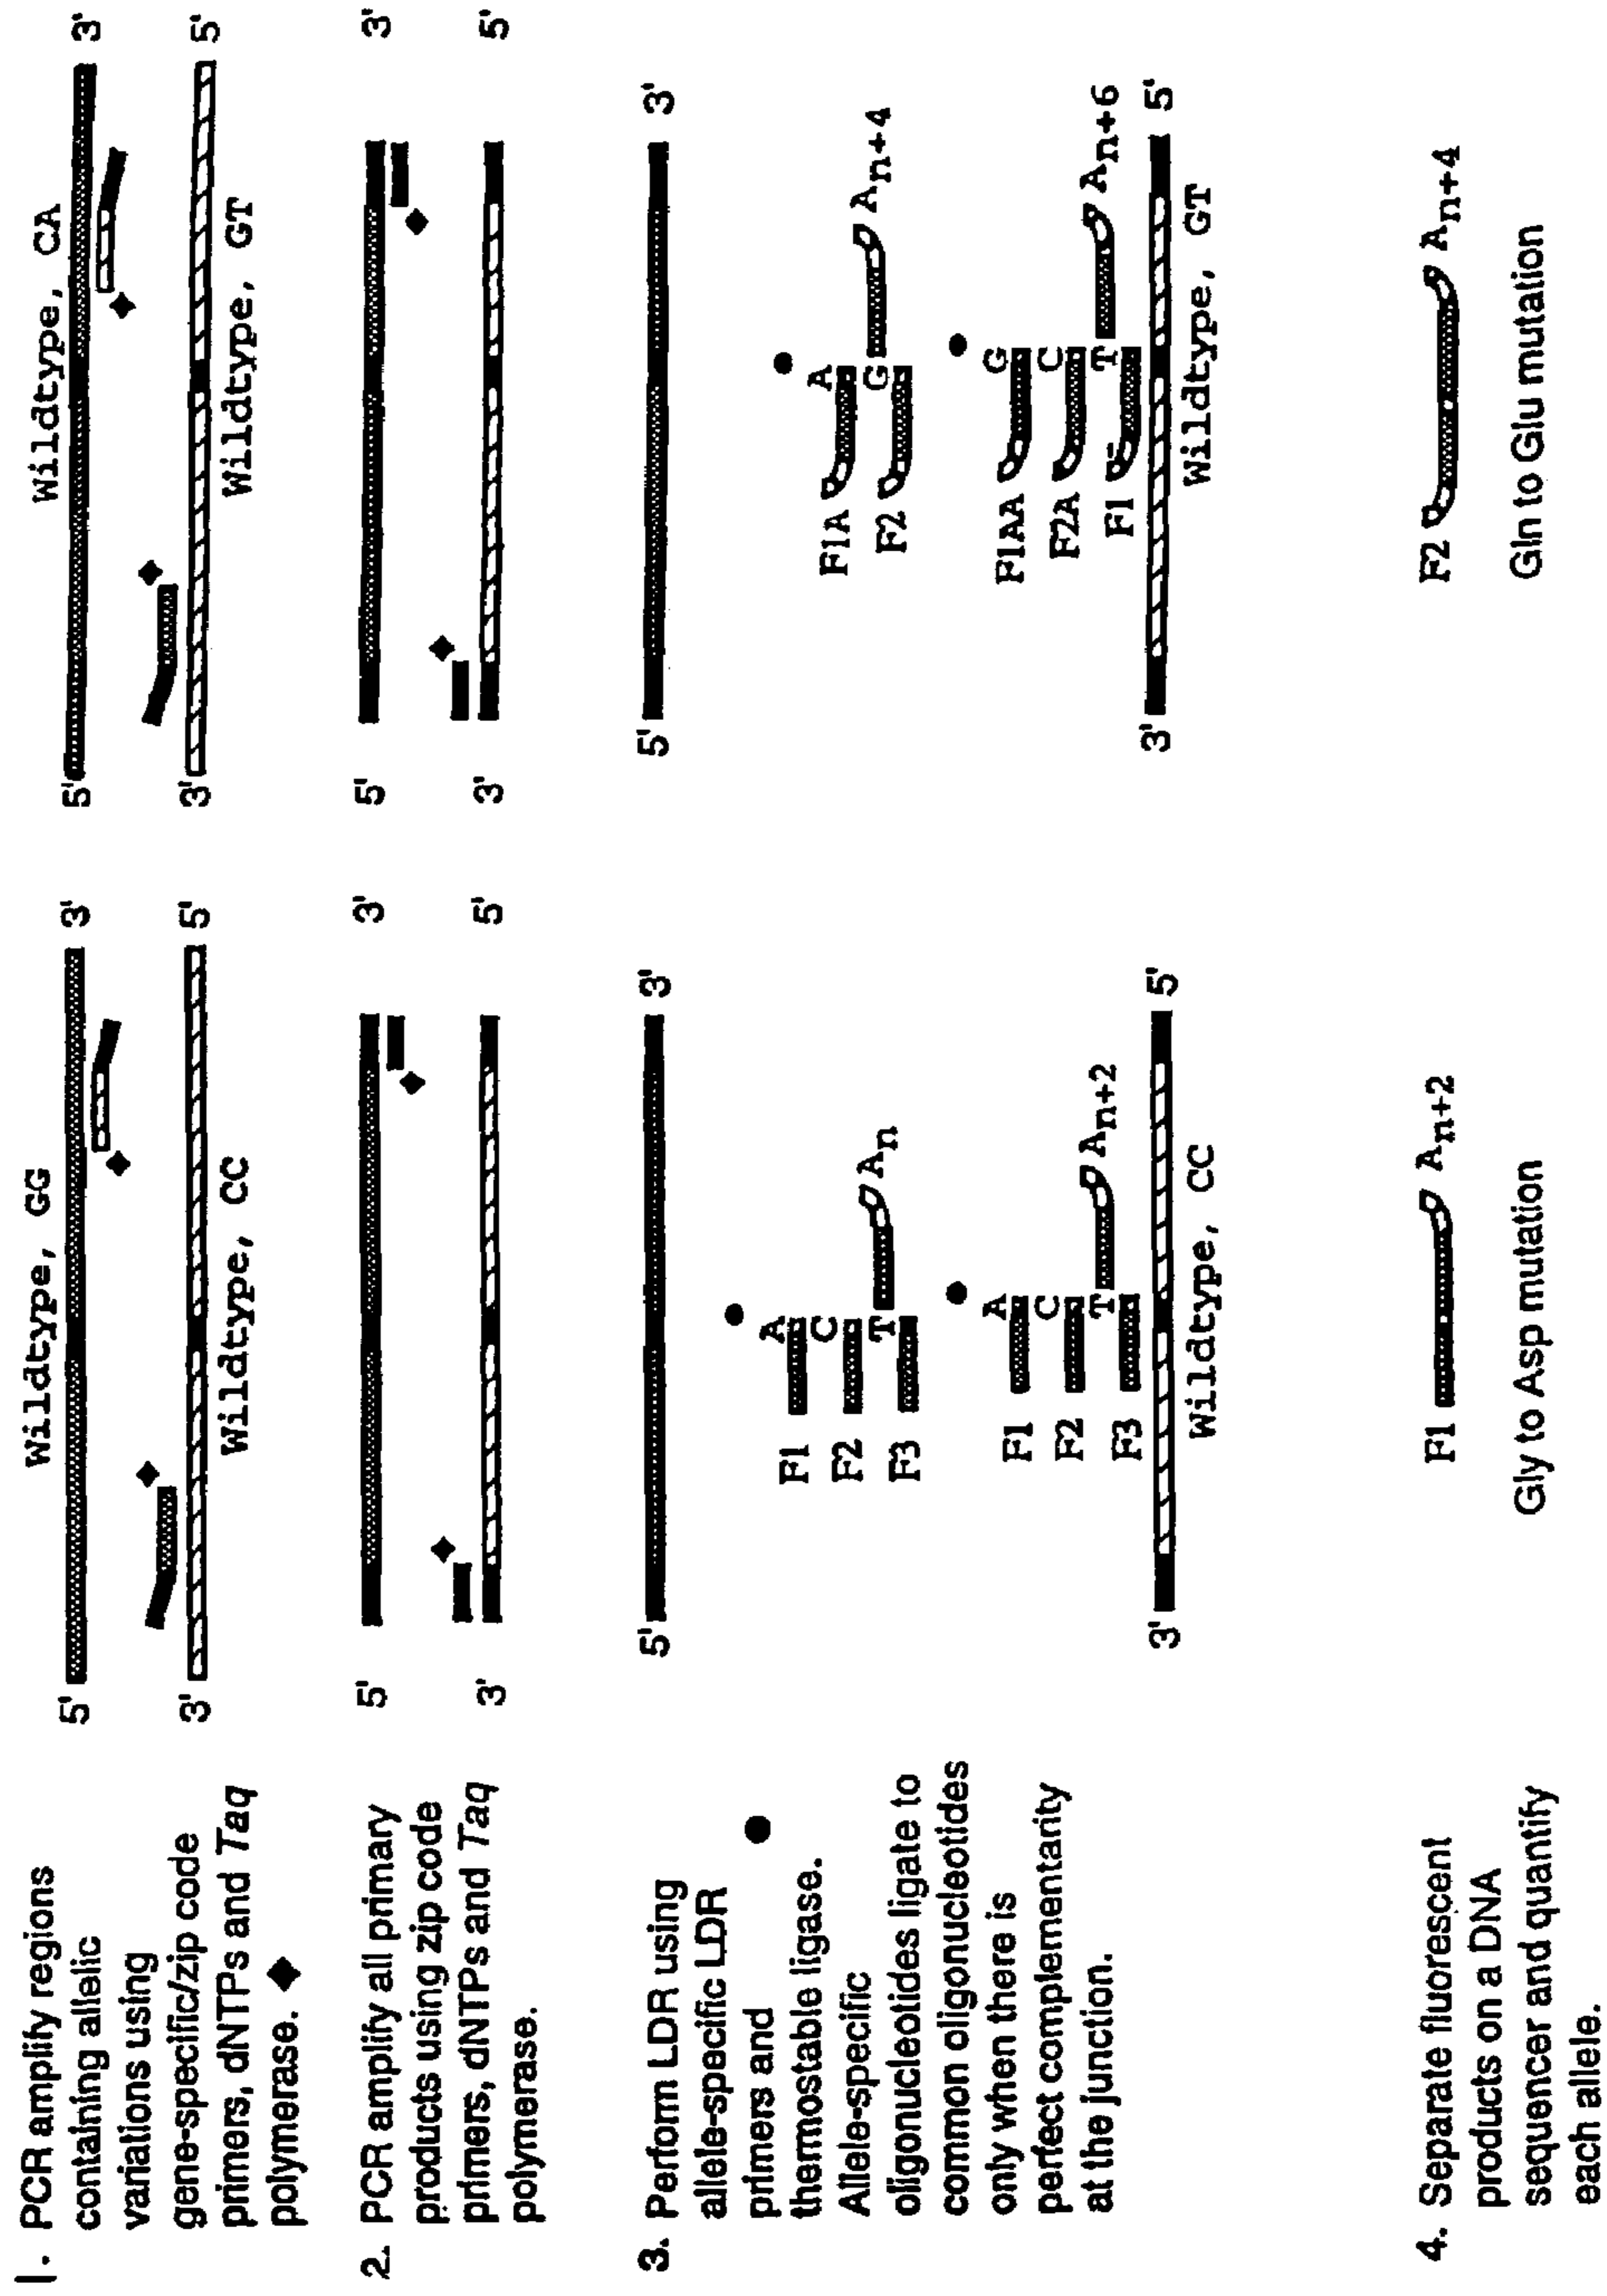 1. PCR amplify regions
containing allelic
variations using
gene-specific/zip code
primers, dNTPs and Taq
polymerase. ◆
Wildtype, GG
5' 3'
3' 5'
Wildtype, CC
Wildtype, CA
5' 3'
3' 5'
Wildtype, GT
2. PCR amplify all primary
products using zip code
primers, dNTPs and Taq
polymerase.
5' 3'
3' 5'
5' 3'
3' 5'
3. Perform LDR using
allele-specific LDR
primers and ●
thermostable ligase.
Allele-specific
oligonucleotides ligate to
common oligonucleotides
only when there is
perfect complementarity
at the junction.
5' 3'
F1 A
F2 C
F3 T An
F1 A
F2 C
F3 T An+2
3' 5'
Wildtype, CC
5' 3'
F1A A
F2 G An+4
F1AA G
F2A C
F1 T An+6
3' 5'
Wildtype, GT
4. Separate fluorescent
products on a DNA
sequencer and quantify
each allele.
F1 An+2
Gly to Asp mutation
F2 An+4
Gln to Glu mutation